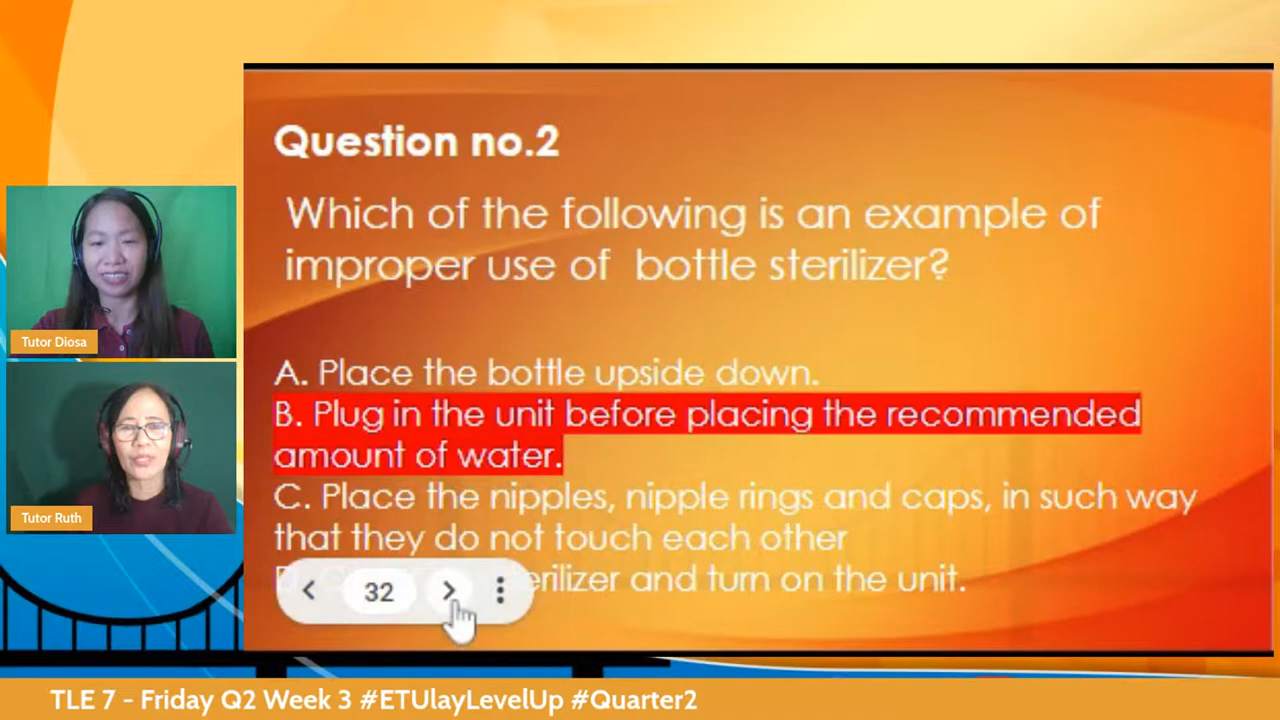 Question no.2
Which of the following is an example of
improper use of bottle sterilizer?
A. Place the bottle upside down.
B. Plug in the unit before placing the recommended
amount of water.
C. Place the nipples, nipple rings and caps, in such way
that they do not touch each other
erilizer and turn on the unit.
32
Tutor Diosa
Tutor Ruth
TLE 7 - Friday Q2 Week 3 #ETUlayLevelUp #Quarter2